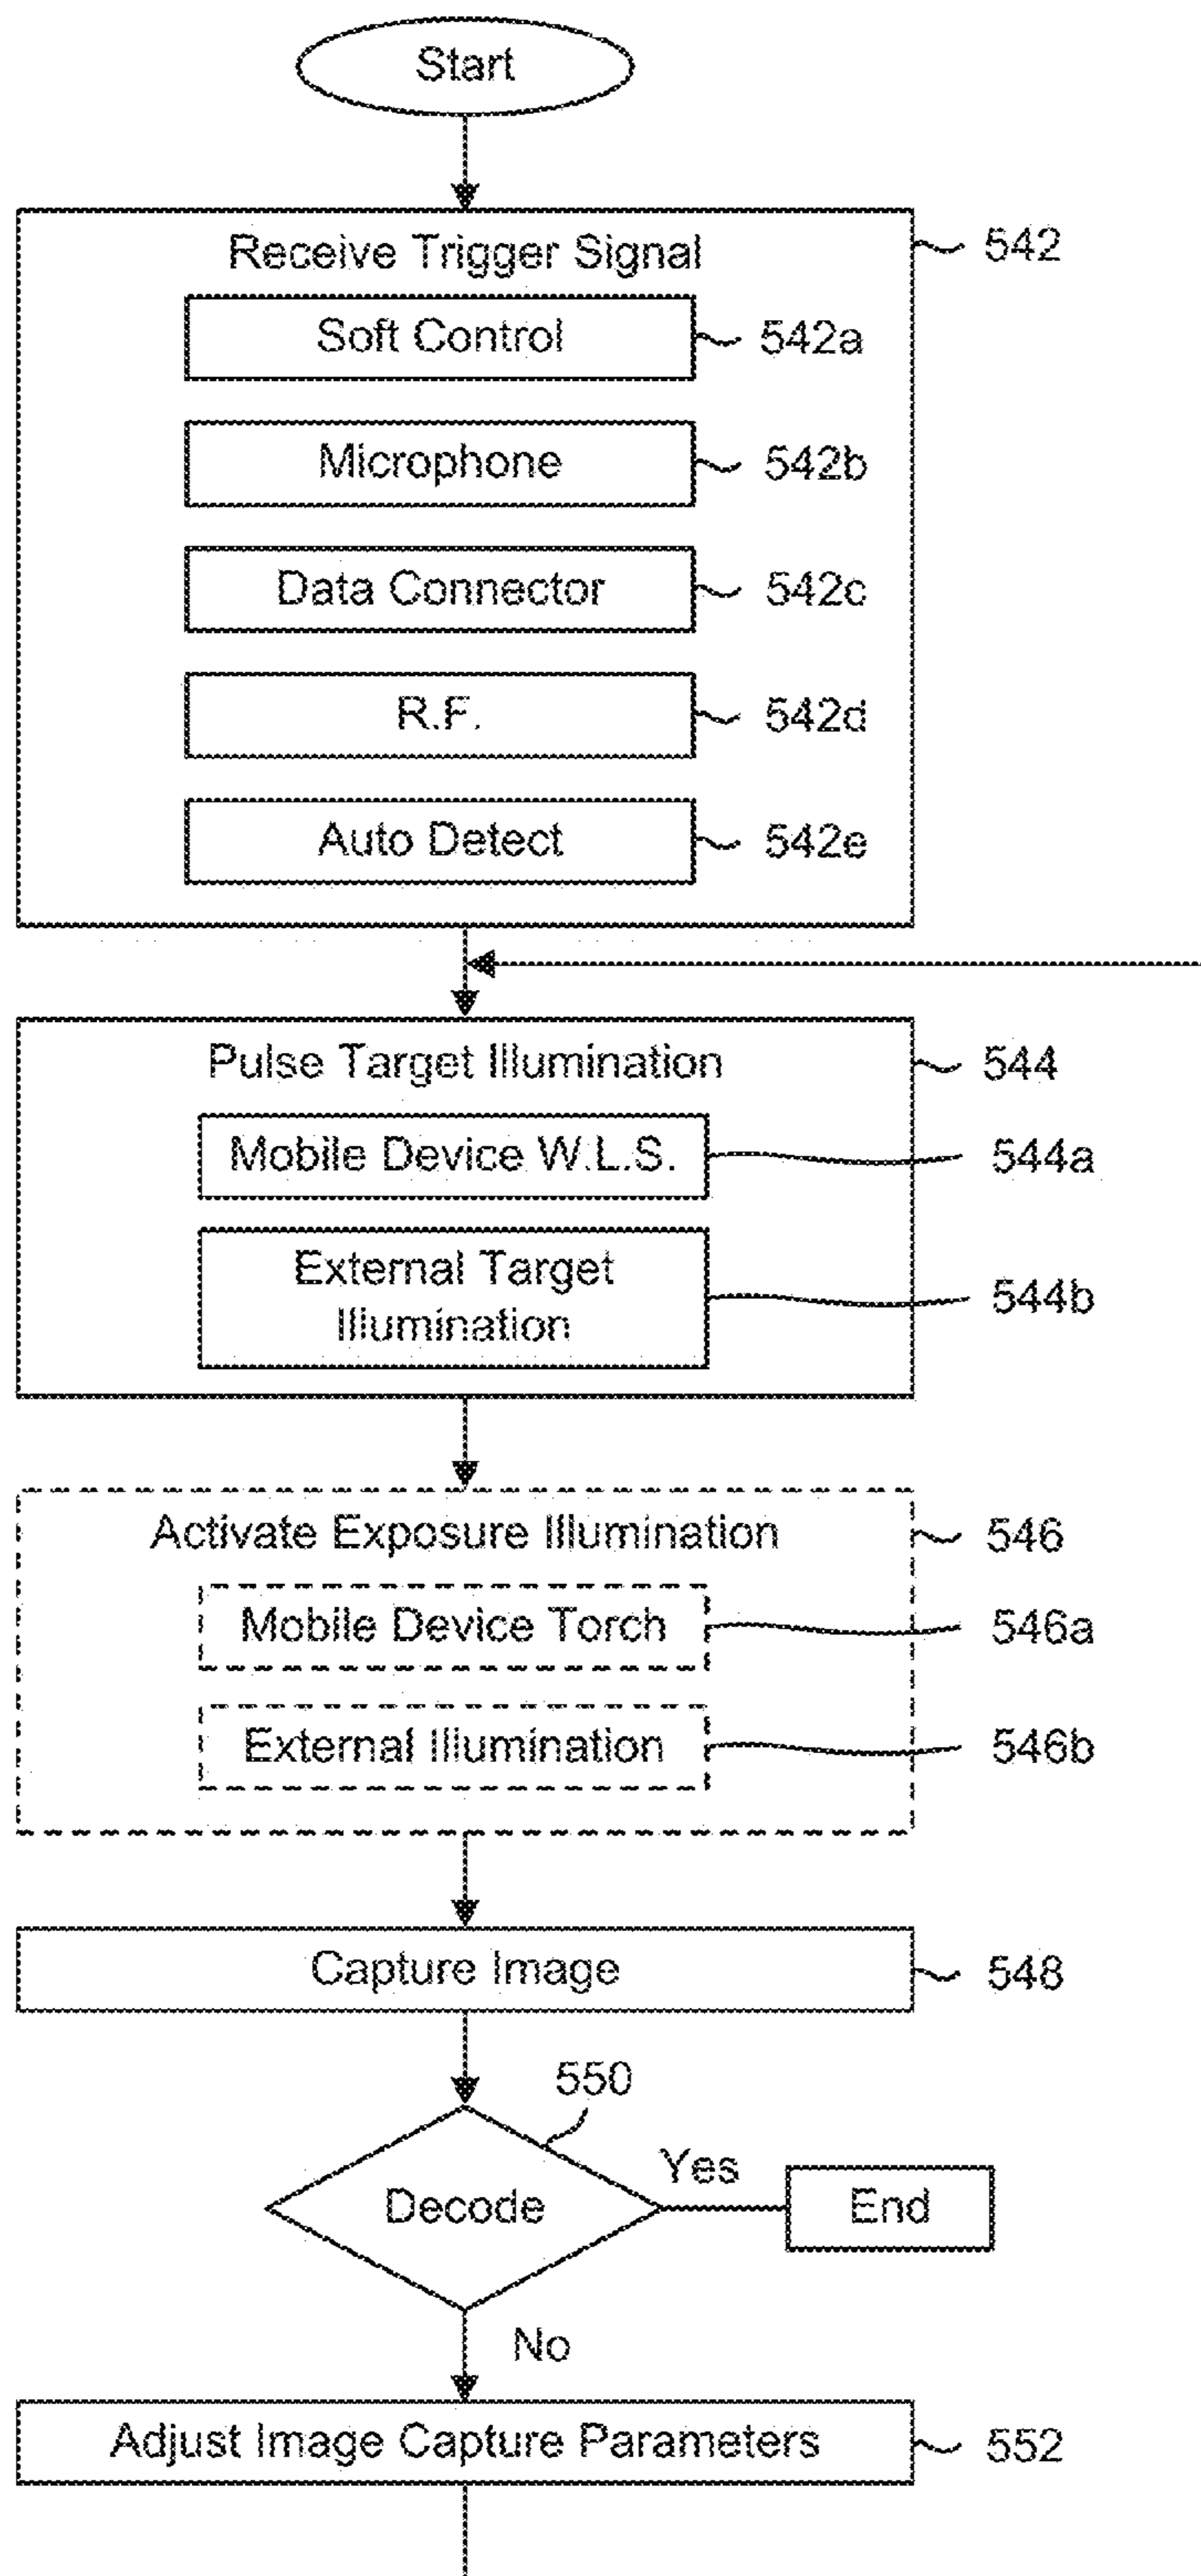 Start
Receive Trigger Signal
542
Soft Control
542a
Microphone
542b
Data Connector
542c
R.F.
542d
Auto Detect
542e
Pulse Target Illumination
544
Mobile Device W.L.S.
544a
External Target
Illumination
544b
Activate Exposure Illumination
546
Mobile Device Torch
546a
External Illumination
546b
Capture Image
548
550
Decode
Yes
End
No
Adjust Image Capture Parameters
552